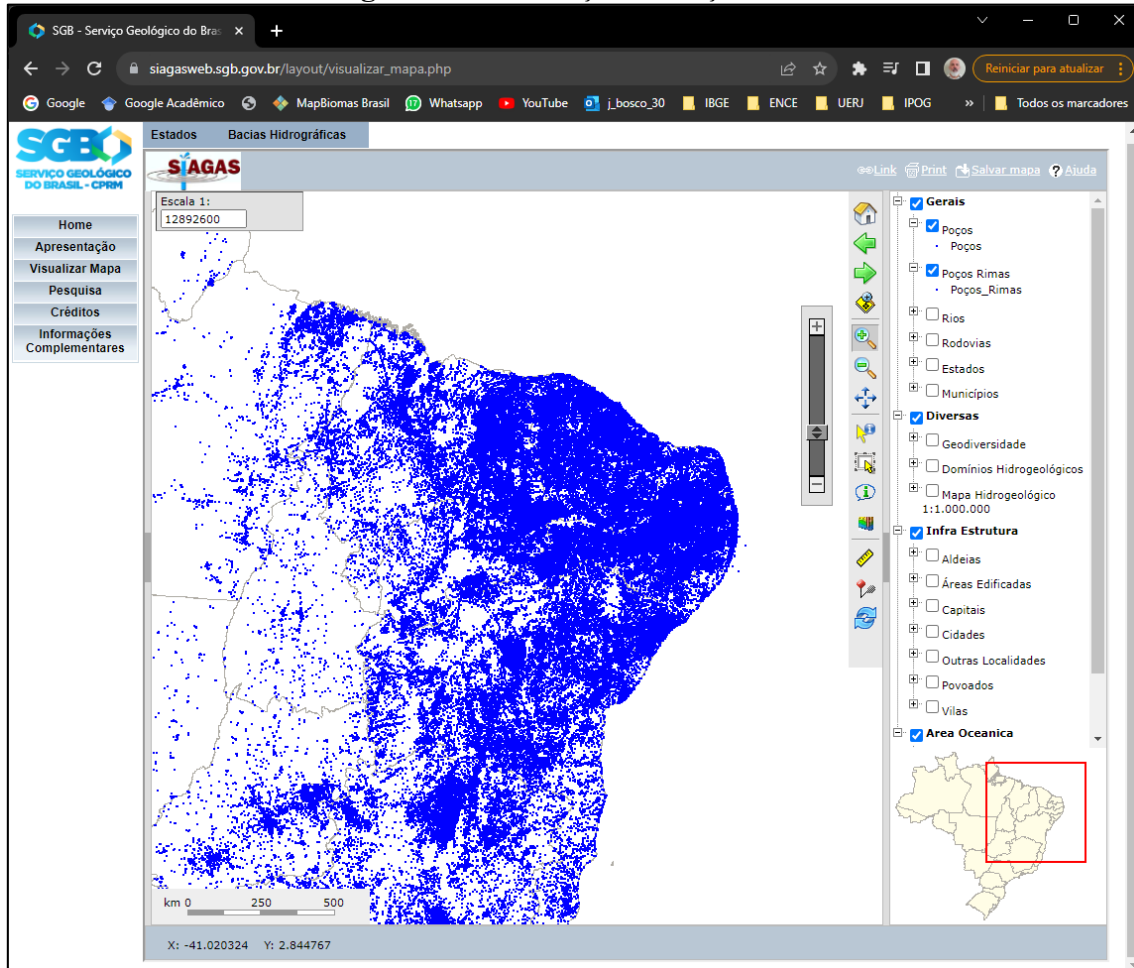 SGB - Serviço Geológico do Bras
siagasweb.sgb.gov.br/layout/visualizar_mapa.php
Reiniciar para atualizar
Google
Google Acadêmico
MapBiomas Brasil
Whatsapp
YouTube
j_bosco_30
IBGE
ENCE
UERJ
IPOG
»
Todos os marcadores
SGB
SERVIÇO GEOLÓGICO
DO BRASIL - CPRM
Home
Apresentação
Visualizar Mapa
Pesquisa
Créditos
Informações
Complementares
Estados Bacias Hidrográficas
SIAGAS
Link Print Salvar mapa ? Ajuda
Escala 1:
12892600
km 0 250 500
X: -41.020324 Y: 2.844767
Gerais
Poços
Poços
Poços Rimas
Poços_Rimas
Rios
Rodovias
Estados
Municípios
Diversas
Geodiversidade
Domínios Hidrogeológicos
Mapa Hidrogeológico
1:1.000.000
Infra Estrutura
Aldeias
Áreas Edificadas
Capitais
Cidades
Outras Localidades
Povoados
Vilas
Area Oceanica